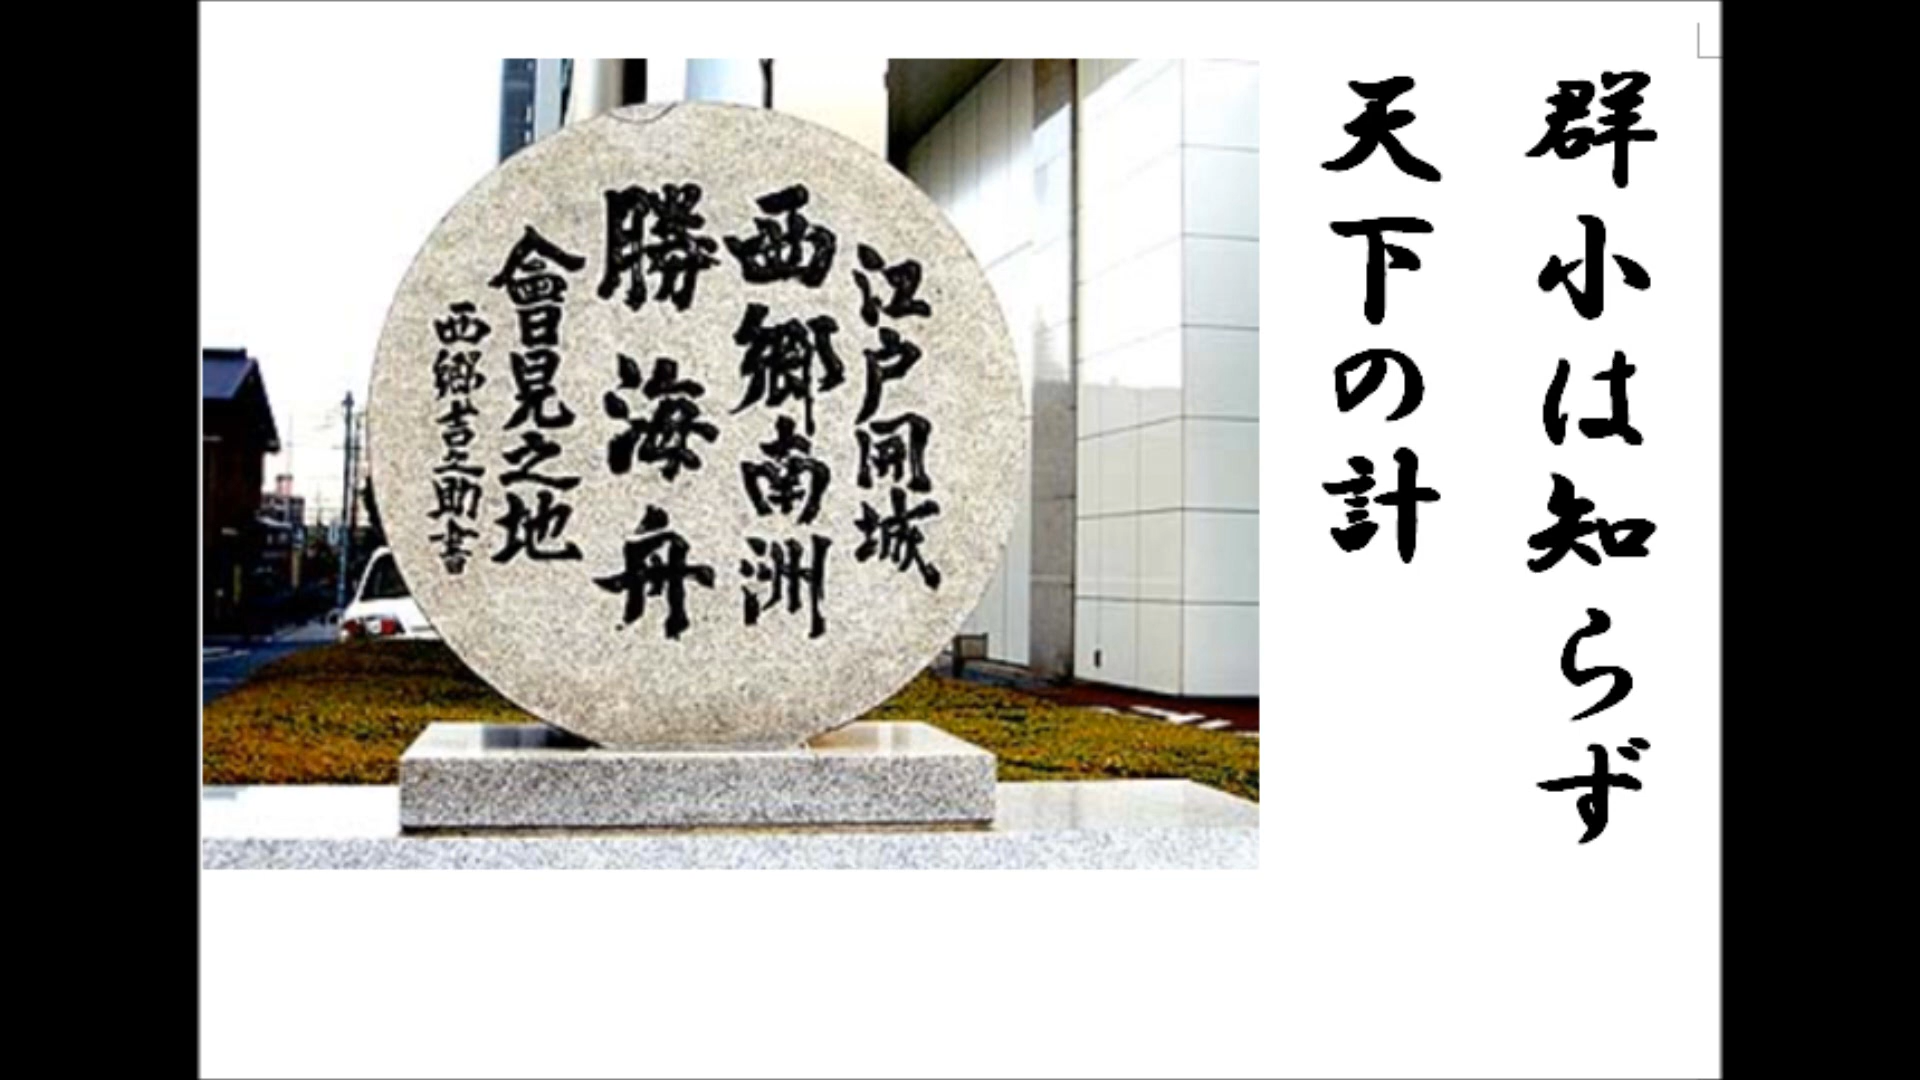 群小は知らず
天下の計
江戸開城
西郷南洲
勝海舟
會見之地
西郷吉之助書